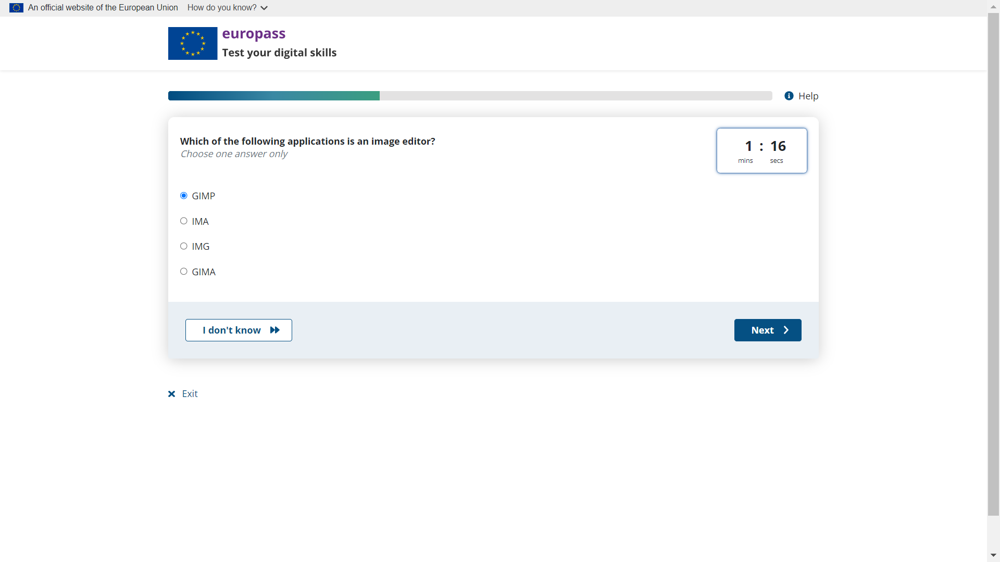 An official website of the European Union How do you know?
europass
Test your digital skills
Help
Which of the following applications is an image editor?
Choose one answer only
1 : 16
mins secs
GIMP
IMA
IMG
GIMA
I don't know
Next
Exit